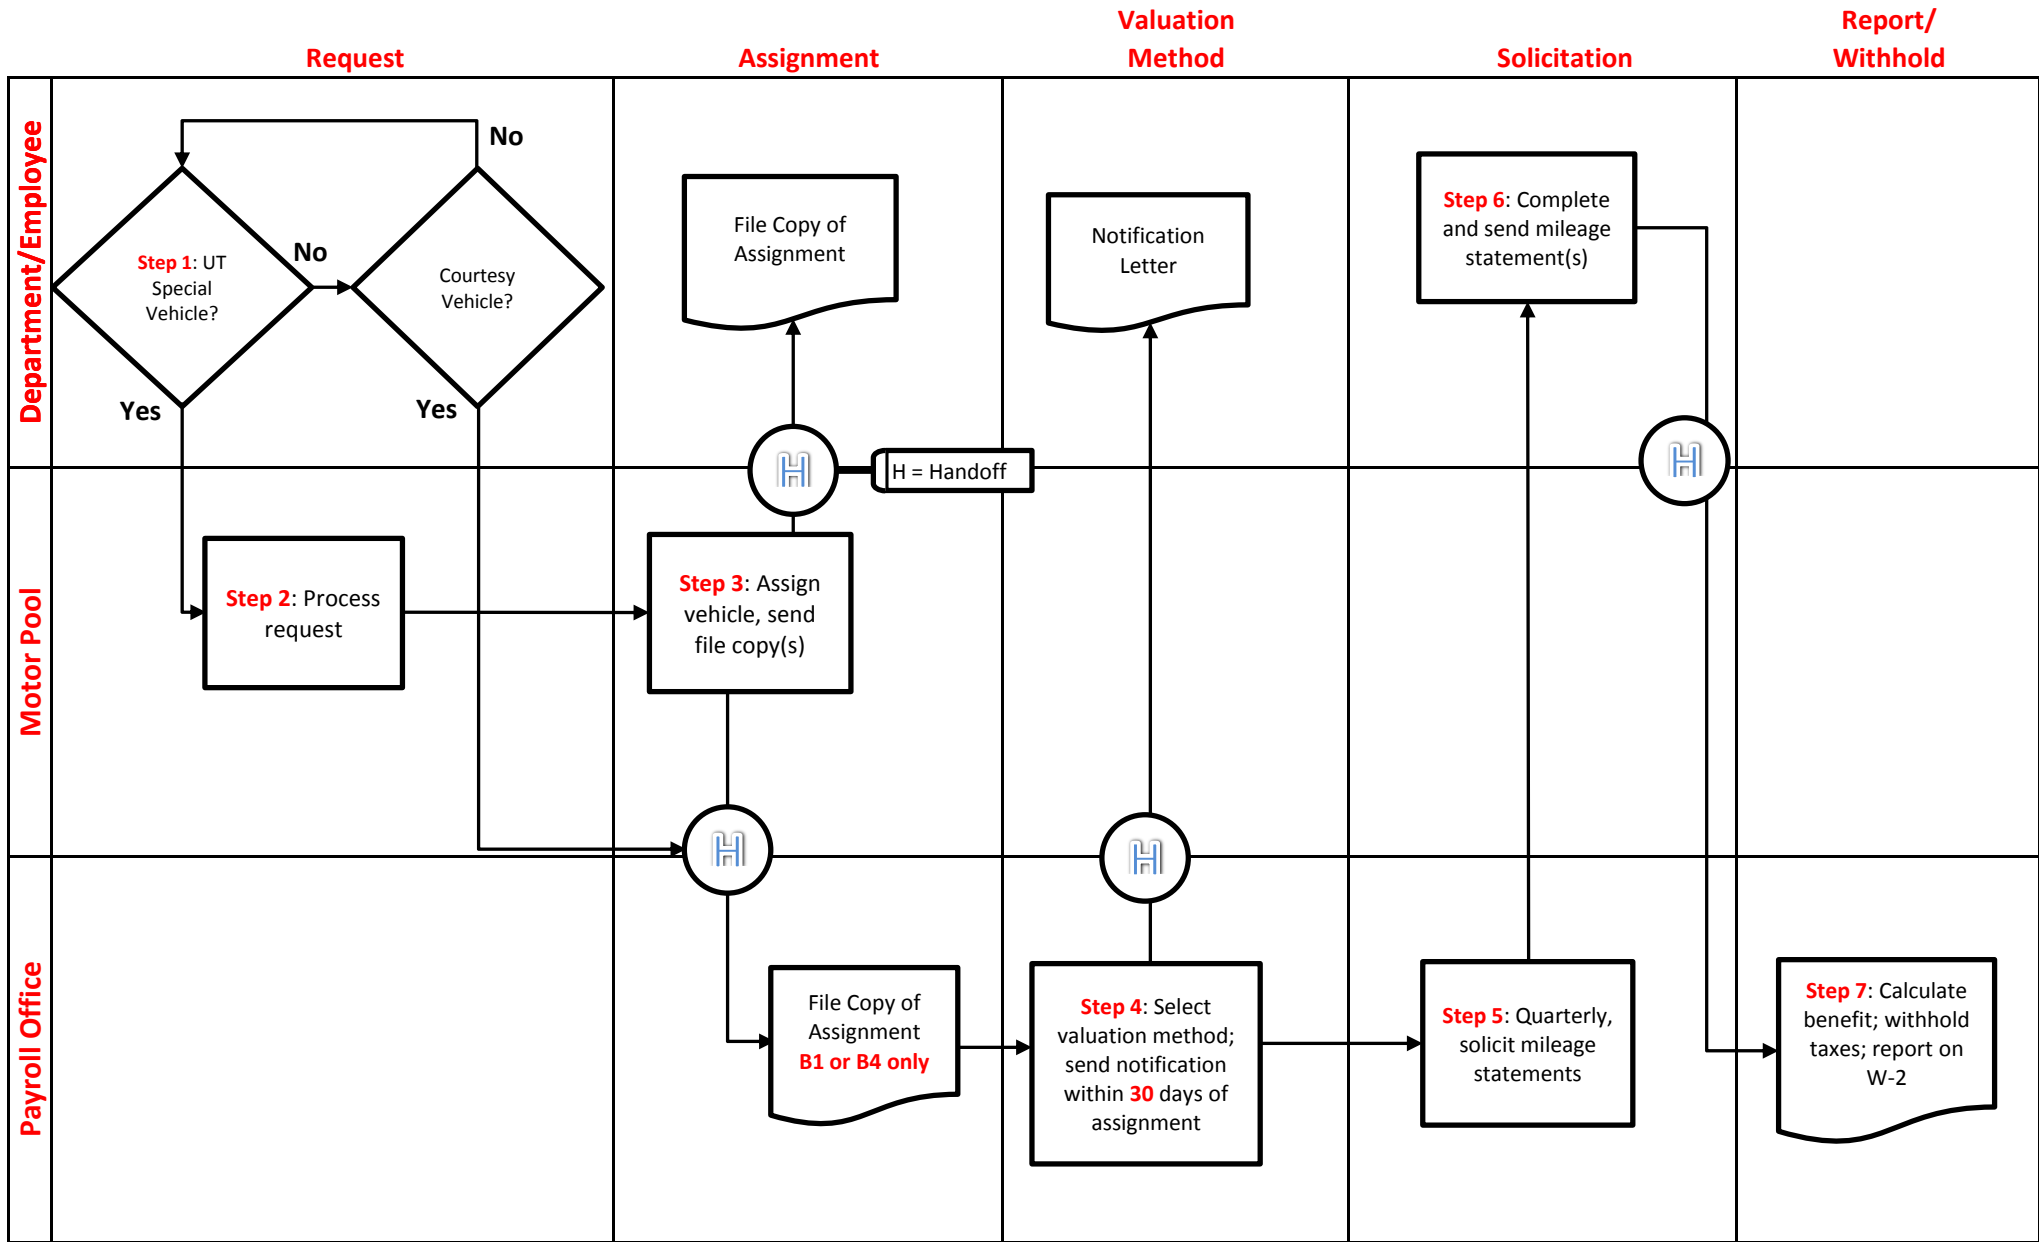 Request
Assignment
Valuation
Method
Solicitation
Report/
Withhold
Department/Employee
No
No
Step 1: UT
Special
Vehicle?
Courtesy
Vehicle?
Yes
Yes
File Copy of
Assignment
Notification
Letter
Step 6: Complete
and send mileage
statement(s)
H
H = Handoff
H
Motor Pool
Step 2: Process
request
Step 3: Assign
vehicle, send
file copy(s)
H
H
Payroll Office
File Copy of
Assignment
B1 or B4 only
Step 4: Select
valuation method;
send notification
within 30 days of
assignment
Step 5: Quarterly,
solicit mileage
statements
Step 7: Calculate
benefit; withhold
taxes; report on
W-2